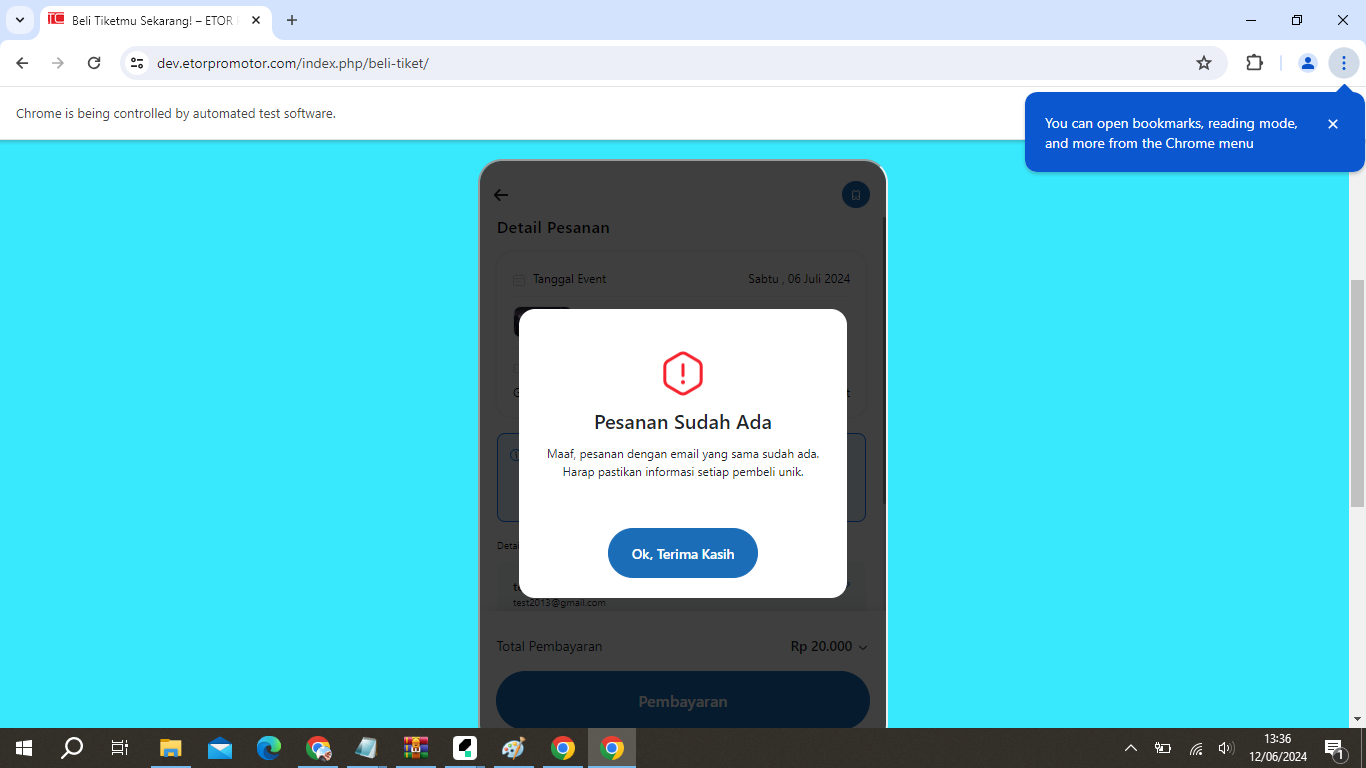 Beli Tiketmu Sekarang! – ETOR
dev.etorpromotor.com/index.php/beli-tiket/
Chrome is being controlled by automated test software.
You can open bookmarks, reading mode,
and more from the Chrome menu
Detail Pesanan
Tanggal Event
Sabtu , 06 Juli 2024
Pesanan Sudah Ada
Maaf, pesanan dengan email yang sama sudah ada.
Harap pastikan informasi setiap pembeli unik.
Ok, Terima Kasih
test2013@gmail.com
Total Pembayaran
Rp 20.000
Pembayaran
13:36
12/06/2024
1